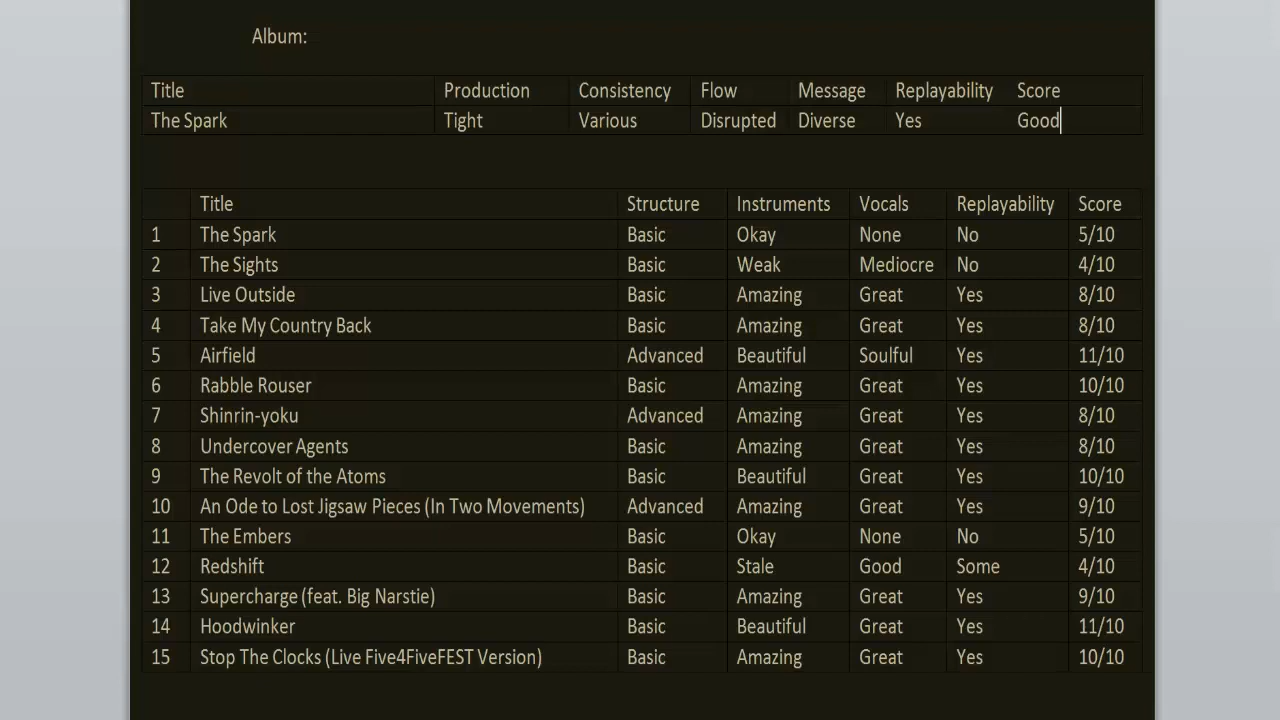 Album:
Title Production Consistency Flow Message Replayability Score
The Spark Tight Various Disrupted Diverse Yes Good
Title Structure Instruments Vocals Replayability Score
1 The Spark Basic Okay None No 5/10
2 The Sights Basic Weak Mediocre No 4/10
3 Live Outside Basic Amazing Great Yes 8/10
4 Take My Country Back Basic Amazing Great Yes 8/10
5 Airfield Advanced Beautiful Soulful Yes 11/10
6 Rabble Rouser Basic Amazing Great Yes 10/10
7 Shinrin-yoku Advanced Amazing Great Yes 8/10
8 Undercover Agents Basic Amazing Great Yes 8/10
9 The Revolt of the Atoms Basic Beautiful Great Yes 10/10
10 An Ode to Lost Jigsaw Pieces (In Two Movements) Advanced Amazing Great Yes 9/10
11 The Embers Basic Okay None No 5/10
12 Redshift Basic Stale Good Some 4/10
13 Supercharge (feat. Big Narstie) Basic Amazing Great Yes 9/10
14 Hoodwinker Basic Beautiful Great Yes 11/10
15 Stop The Clocks (Live Five4FiveFEST Version) Basic Amazing Great Yes 10/10